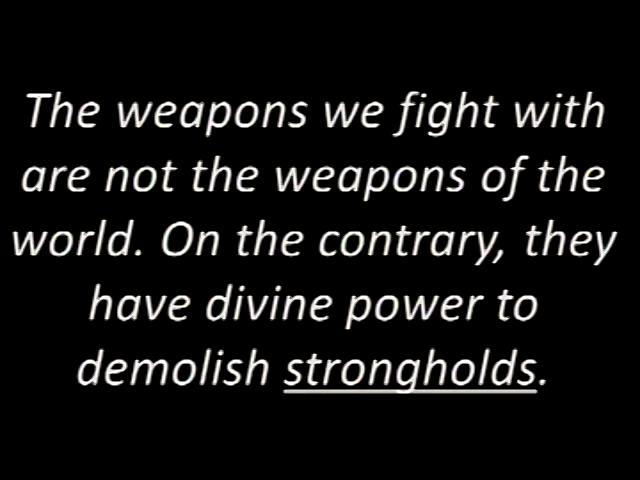 The weapons we fight with
are not the weapons of the
world. On the contrary, they
have divine power to
demolish strongholds.